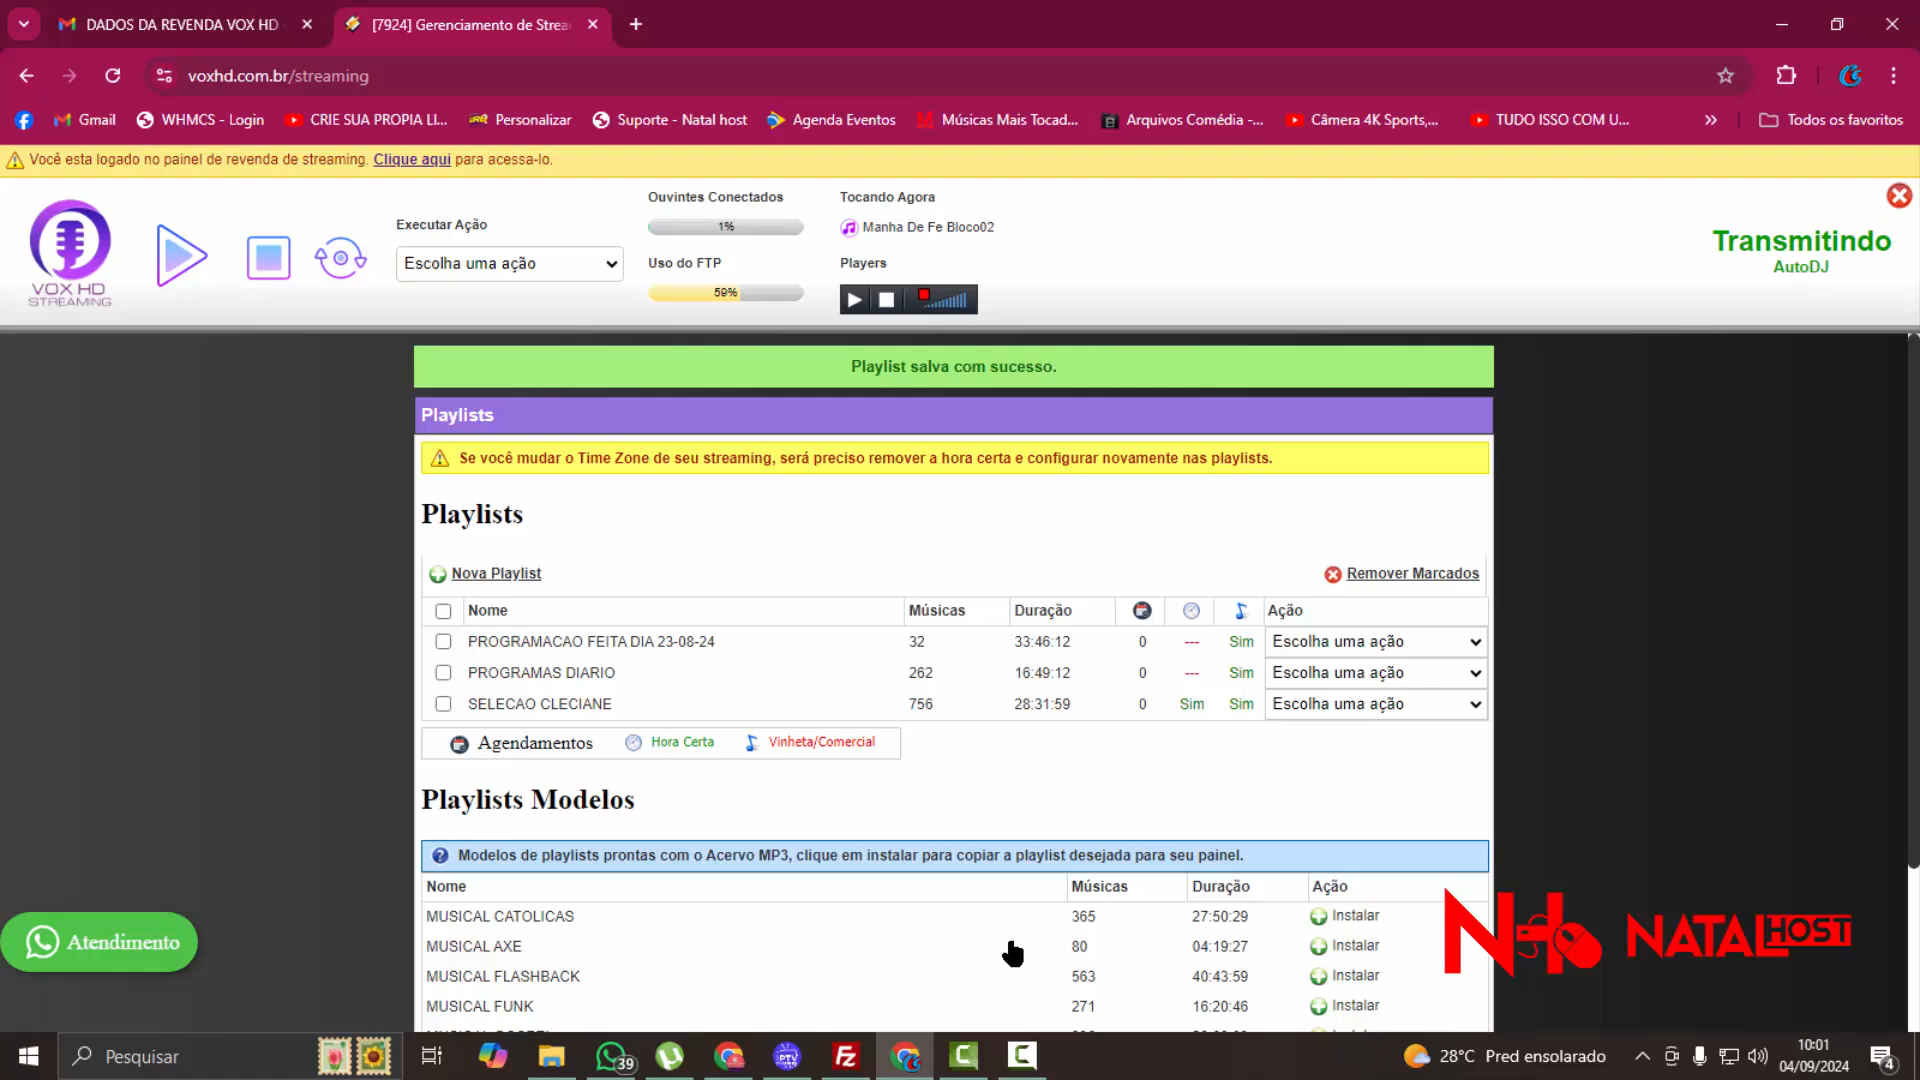 DADOS DA REVENDA VOX HD
[7924] Gerenciamento de Strea
voxhd.com.br/streaming
Gmail
WHMCS - Login
CRIE SUA PROPIA LI...
Personalizar
Suporte - Natal host
Agenda Eventos
Músicas Mais Tocad...
Arquivos Comédia -...
Câmera 4K Sports,...
TUDO ISSO COM U...
Todos os favoritos
Você esta logado no painel de revenda de streaming. Clique aqui para acessa-lo.
VOX HD
STREAMING
Executar Ação
Escolha uma ação
Ouvintes Conectados
1%
Uso do FTP
59%
Tocando Agora
Manha De Fe Bloco02
Players
Transmitindo
AutoDJ
Playlist salva com sucesso.
Playlists
Se você mudar o Time Zone de seu streaming, será preciso remover a hora certa e configurar novamente nas playlists.
Playlists
Nova Playlist
Remover Marcados
Nome Músicas Duração Ação
PROGRAMACAO FEITA DIA 23-08-24 32 33:46:12 0 --- Sim Escolha uma ação
PROGRAMAS DIARIO 262 16:49:12 0 --- Sim Escolha uma ação
SELECAO CLECIANE 756 28:31:59 0 Sim Sim Escolha uma ação
Agendamentos Hora Certa Vinheta/Comercial
Playlists Modelos
Modelos de playlists prontas com o Acervo MP3, clique em instalar para copiar a playlist desejada para seu painel.
Nome Músicas Duração Ação
MUSICAL CATOLICAS 365 27:50:29 Instalar
MUSICAL AXE 80 04:19:27 Instalar
MUSICAL FLASHBACK 563 40:43:59 Instalar
MUSICAL FUNK 271 16:20:46 Instalar
Atendimento
NATAL HOST
Pesquisar
39
28°C Pred ensolarado
10:01
04/09/2024
4